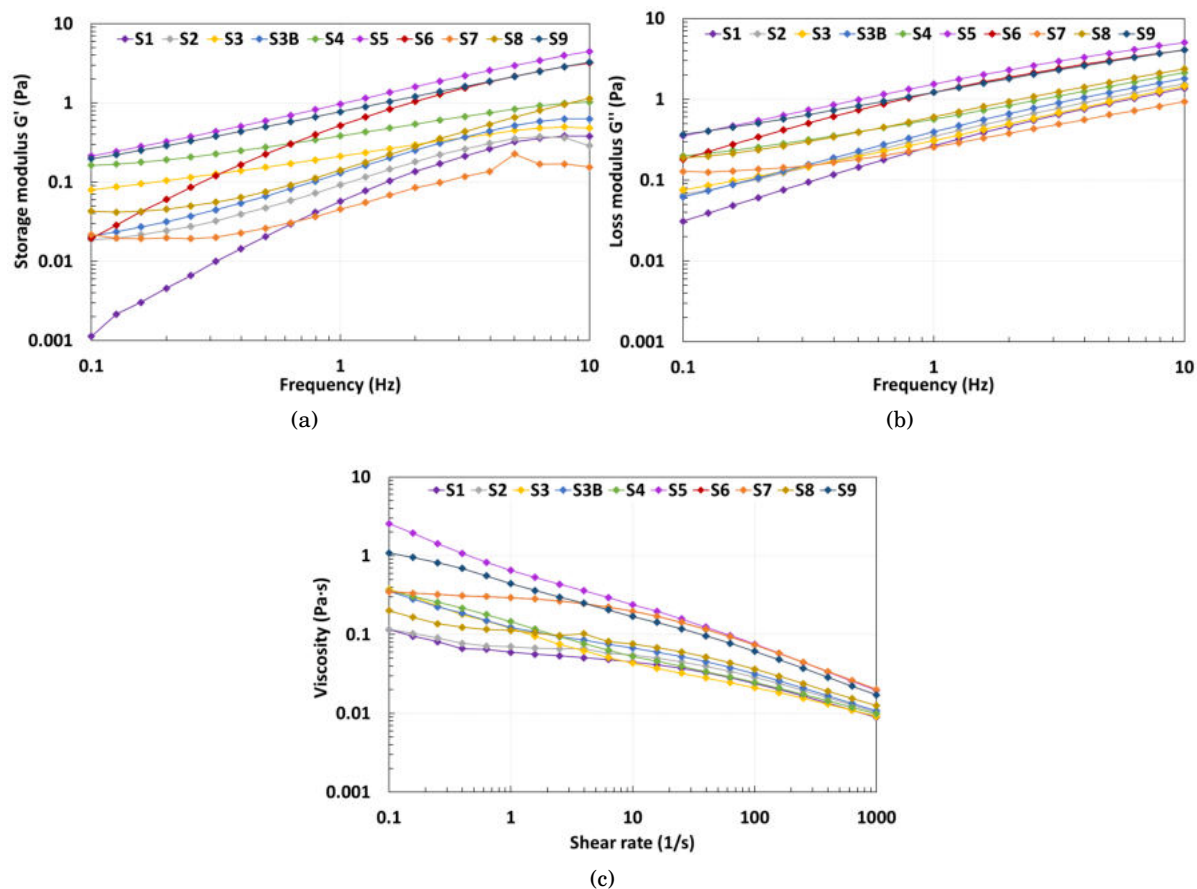 S1 S2 S3 S3B S4 S5 S6 S7 S8 S9
Storage modulus G' (Pa)
10
1
0.1
0.01
0.001
0.1 1 10
Frequency (Hz)
(a)
S1 S2 S3 S3B S4 S5 S6 S7 S8 S9
Loss modulus G'' (Pa)
10
1
0.1
0.01
0.001
0.1 1 10
Frequency (Hz)
(b)
S1 S2 S3 S3B S4 S5 S6 S7 S8 S9
Viscosity (Pa·s)
10
1
0.1
0.01
0.001
0.1 1 10 100 1000
Shear rate (1/s)
(c)